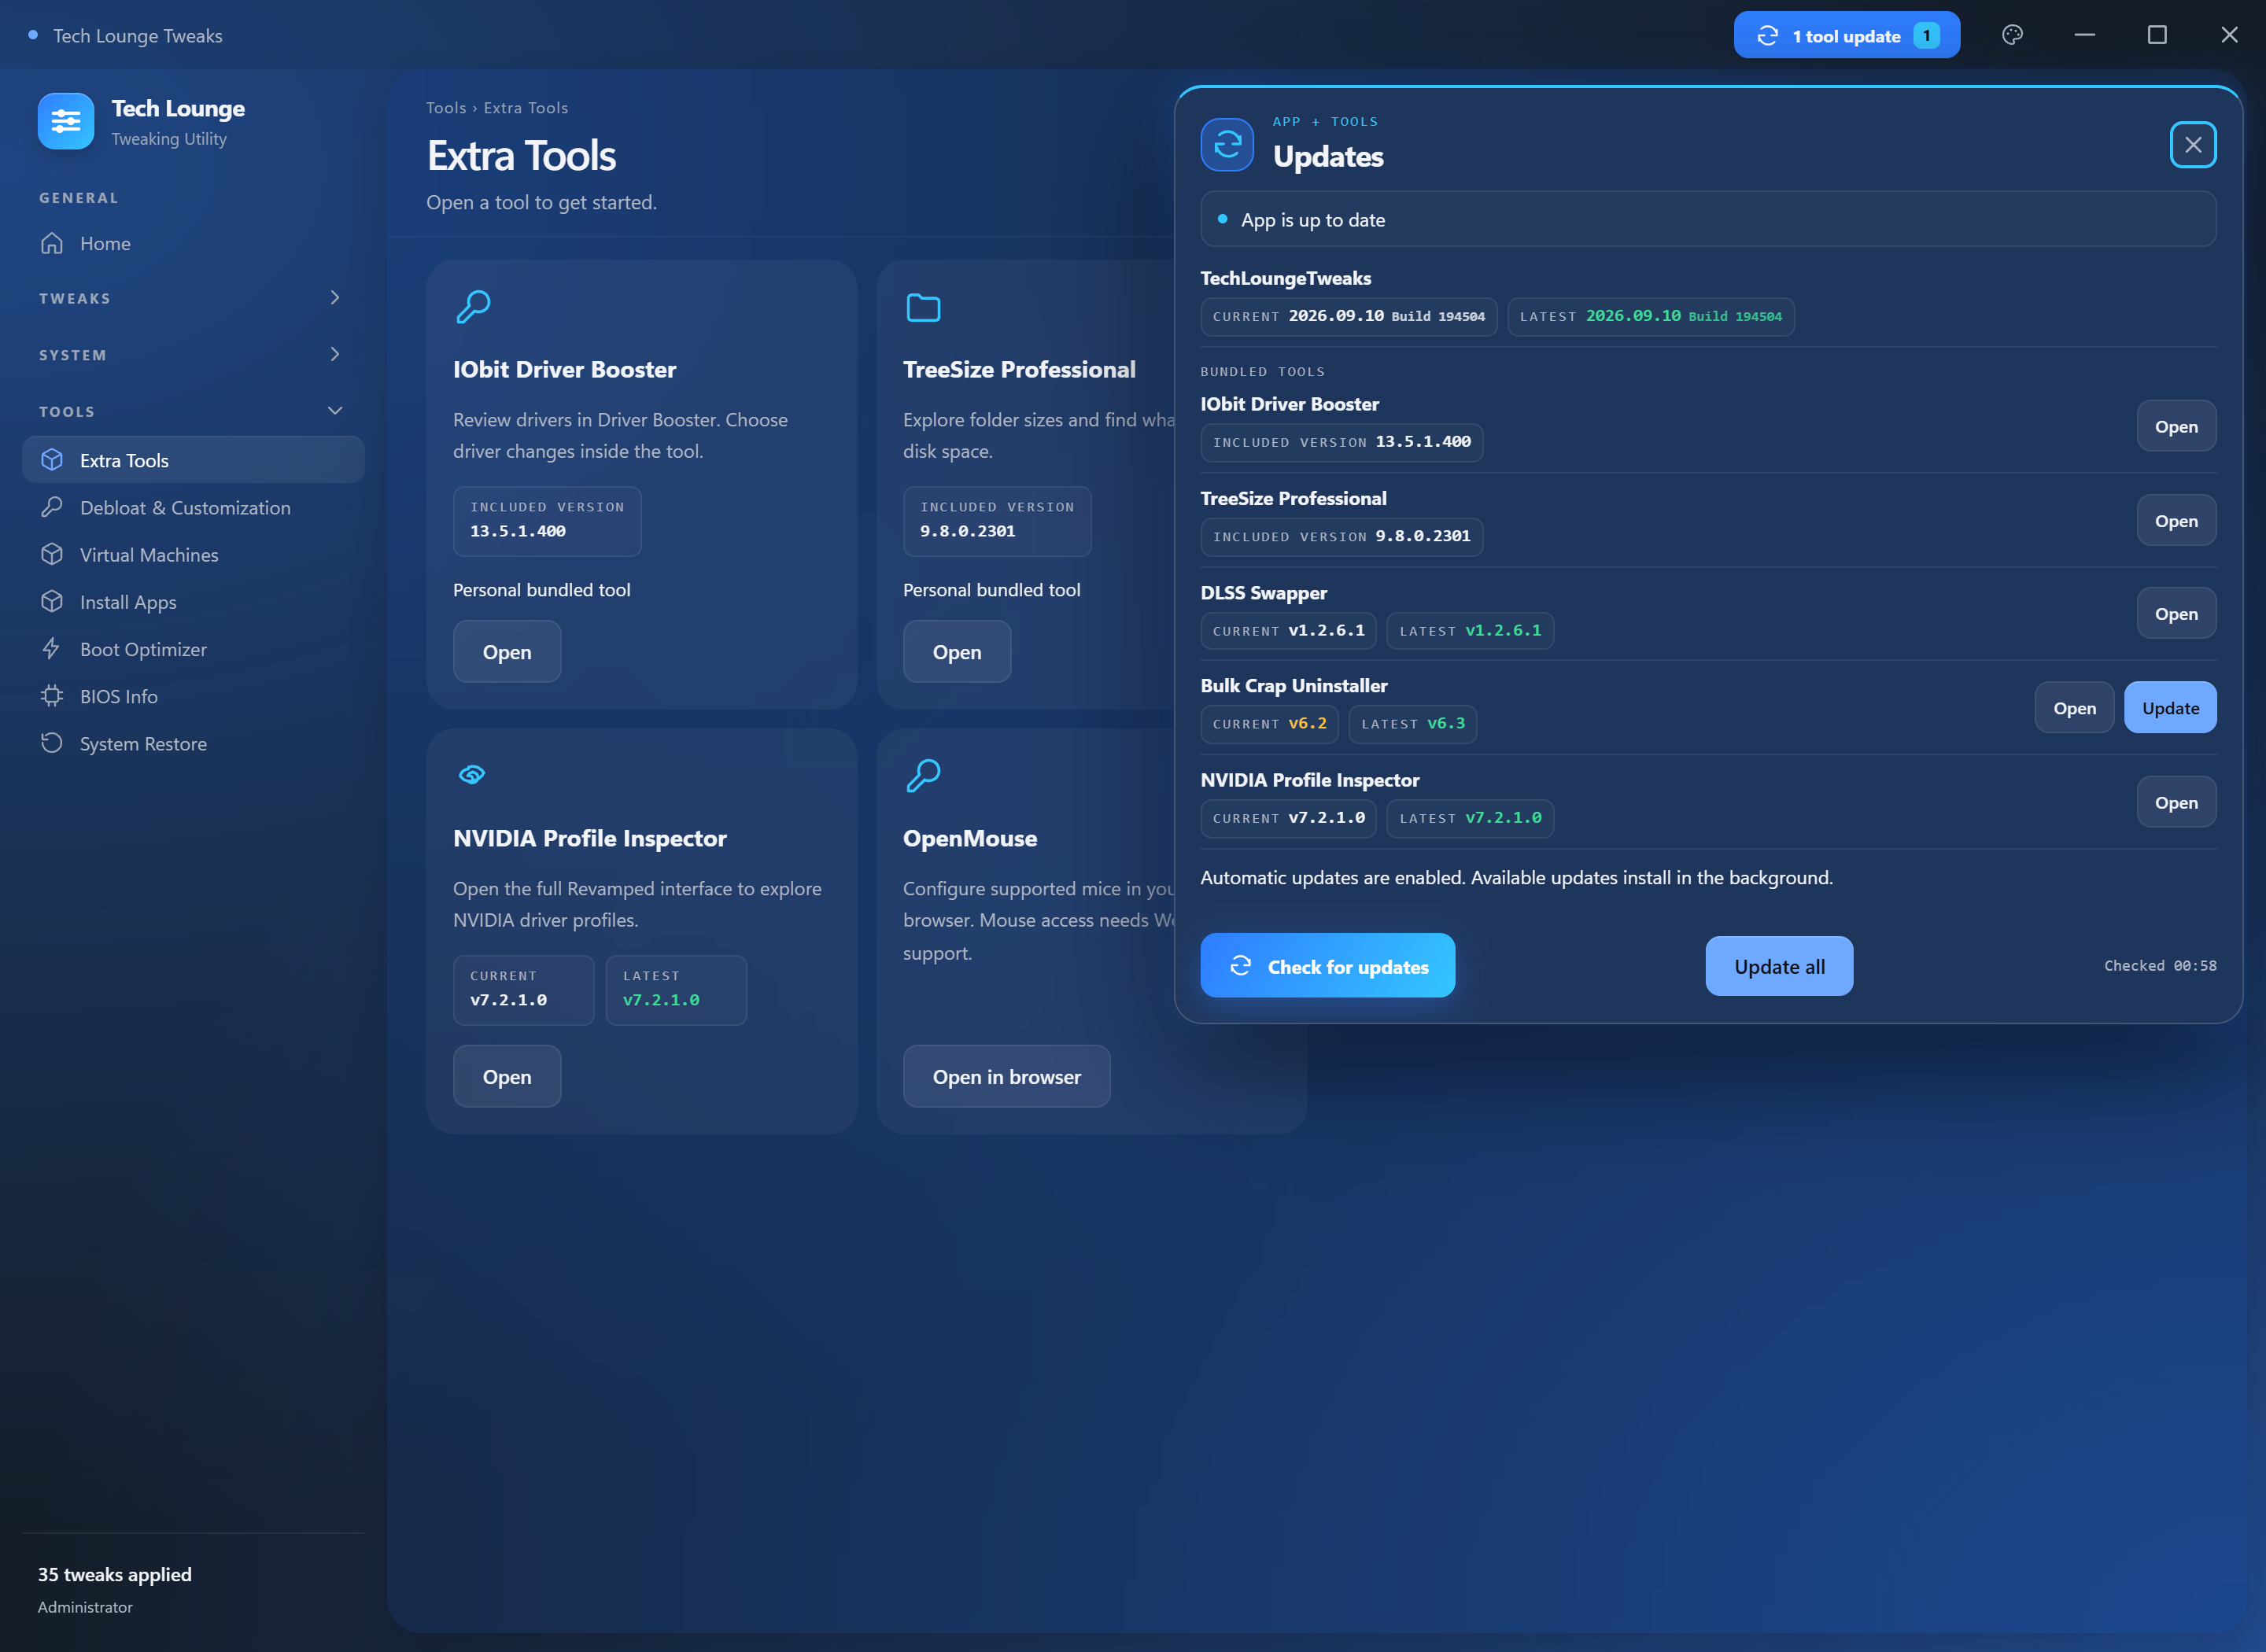 Tech Lounge Tweaks
1 tool update 1
Tech Lounge
Tweaking Utility
GENERAL
Home
TWEAKS
SYSTEM
TOOLS
Extra Tools
Debloat & Customization
Virtual Machines
Install Apps
Boot Optimizer
BIOS Info
System Restore
35 tweaks applied
Administrator
Tools › Extra Tools
Extra Tools
Open a tool to get started.
IObit Driver Booster
Review drivers in Driver Booster. Choose
driver changes inside the tool.
INCLUDED VERSION
13.5.1.400
Personal bundled tool
Open
TreeSize Professional
Explore folder sizes and find
disk space.
INCLUDED VERSION
9.8.0.2301
Personal bundled tool
Open
NVIDIA Profile Inspector
Open the full Revamped interface to explore
NVIDIA driver profiles.
CURRENT
v7.2.1.0
LATEST
v7.2.1.0
Open
OpenMouse
Configure supported mice in
browser. Mouse access needs
support.
Open in browser
APP + TOOLS
Updates
App is up to date
TechLoungeTweaks
CURRENT 2026.09.10 Build 194504
LATEST 2026.09.10 Build 194504
BUNDLED TOOLS
IObit Driver Booster
INCLUDED VERSION 13.5.1.400
Open
TreeSize Professional
INCLUDED VERSION 9.8.0.2301
Open
DLSS Swapper
CURRENT v1.2.6.1
LATEST v1.2.6.1
Open
Bulk Crap Uninstaller
CURRENT v6.2
LATEST v6.3
Open
Update
NVIDIA Profile Inspector
CURRENT v7.2.1.0
LATEST v7.2.1.0
Open
Automatic updates are enabled. Available updates install in the background.
Check for updates
Update all
Checked 00:58